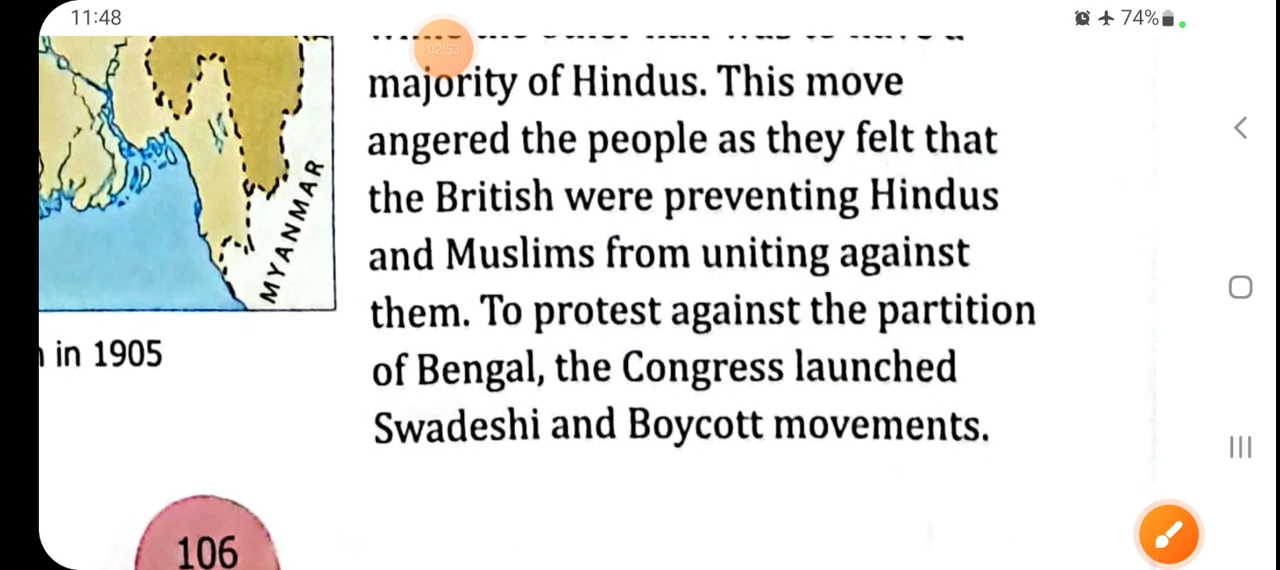 11:48
74%
02:53
majority of Hindus. This move
angered the people as they felt that
the British were preventing Hindus
and Muslims from uniting against
them. To protest against the partition
of Bengal, the Congress launched
Swadeshi and Boycott movements.
MYANMAR
in 1905
106